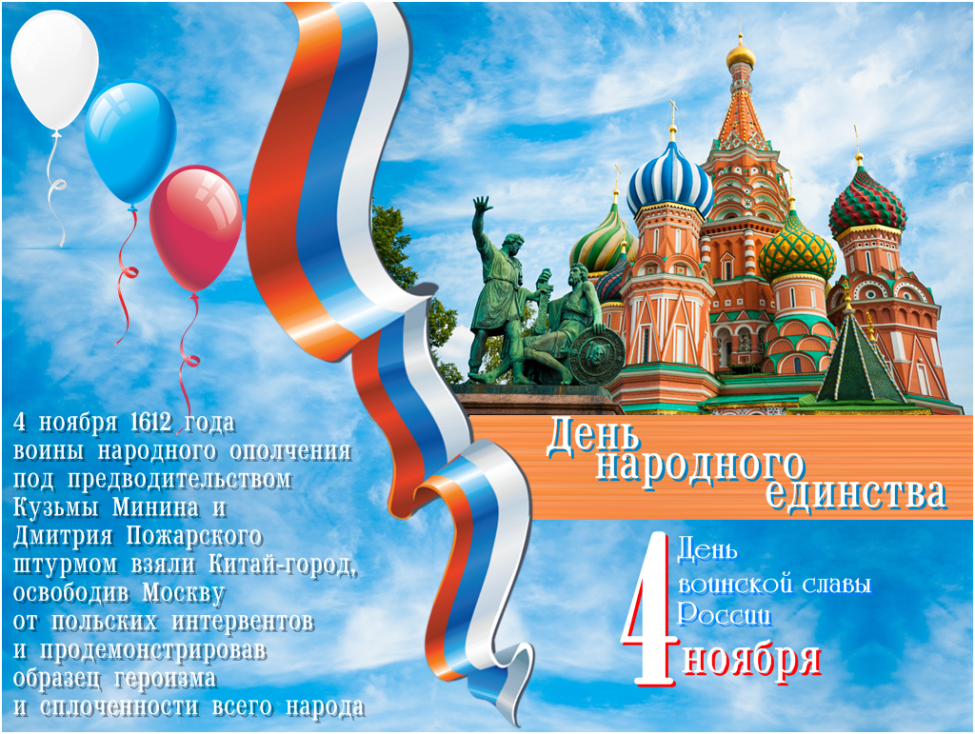 4 ноября 1612 года
воины народного ополчения
под предводительством
Кузьмы Минина и
Дмитрия Пожарского
штурмом взяли Китай-город,
освободив Москву
от польских интервентов
и продемонстрировав
образец героизма
и сплоченности всего народа
День
народного
единства
День
воинской славы
России
4 ноября